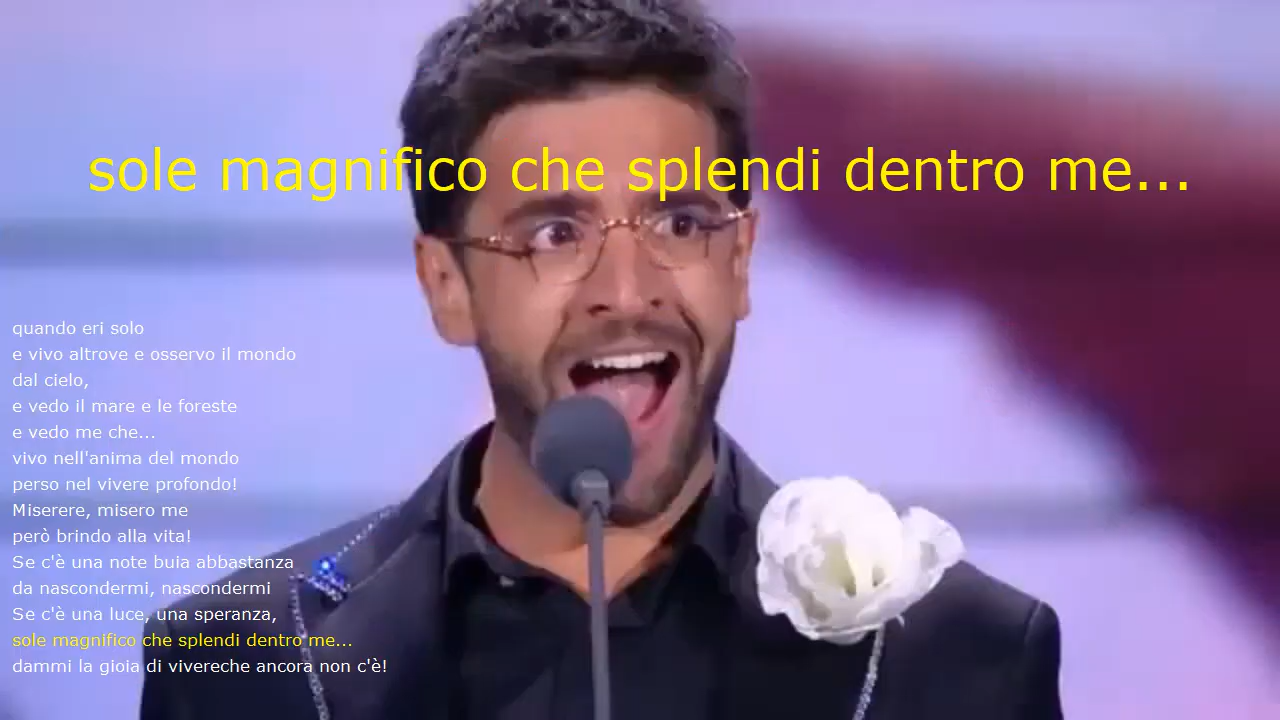 sole magnifico che splendi dentro me...
quando eri solo
e vivo altrove e osservo il mondo
dal cielo,
e vedo il mare e le foreste
e vedo me che...
vivo nell'anima del mondo
perso nel vivere profondo!
Miserere, misero me
però brindo alla vita!
Se c'è una note buia abbastanza
da nascondermi, nascondermi
Se c'è una luce, una speranza,
sole magnifico che splendi dentro me...
dammi la gioia di vivereche ancora non c'è!